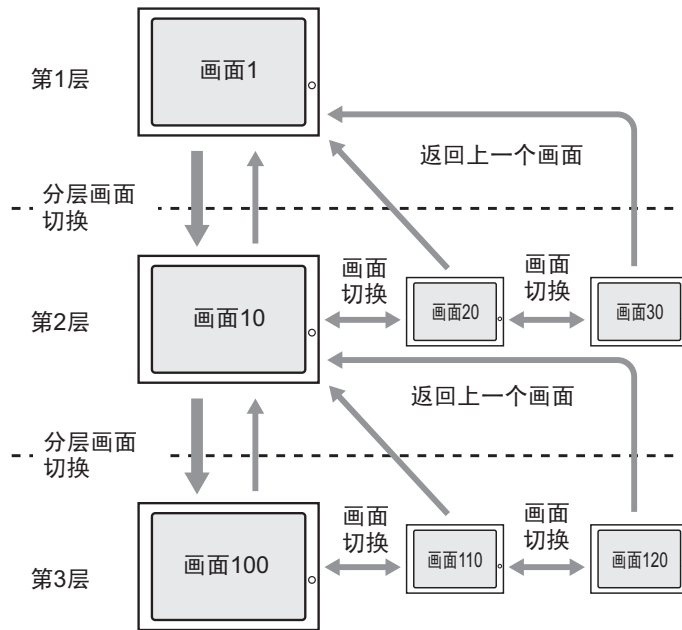 第1层
画面1
返回上一个画面
分层画面
切换
第2层
画面10
画面
切换
画面20
画面
切换
画面30
返回上一个画面
分层画面
切换
第3层
画面100
画面
切换
画面110
画面
切换
画面120